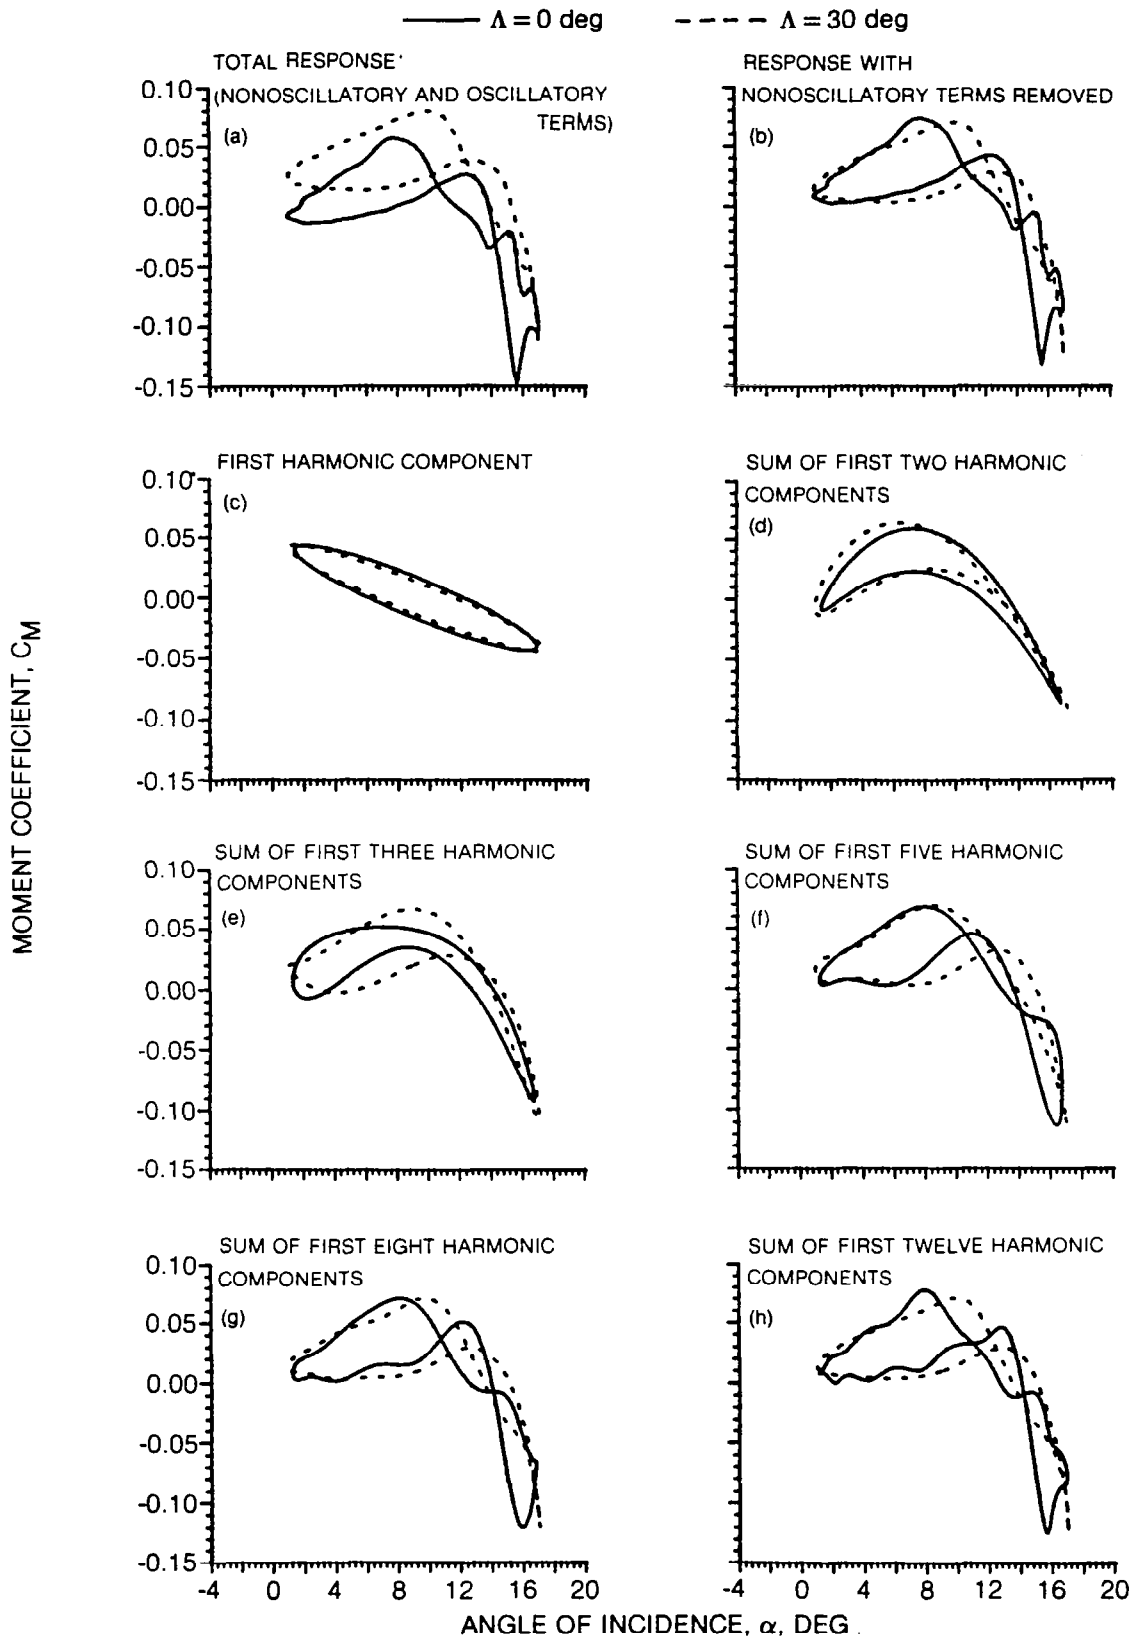 Λ = 0 deg Λ = 30 deg
TOTAL RESPONSE
(NONOSCILLATORY AND OSCILLATORY
TERMS)
(a)
0.10
0.05
0.00
-0.05
-0.10
-0.15
RESPONSE WITH
NONOSCILLATORY TERMS REMOVED
(b)
FIRST HARMONIC COMPONENT
(c)
0.10
0.05
0.00
-0.05
-0.10
-0.15
SUM OF FIRST TWO HARMONIC
COMPONENTS
(d)
MOMENT COEFFICIENT, CM
SUM OF FIRST THREE HARMONIC
COMPONENTS
(e)
0.10
0.05
0.00
-0.05
-0.10
-0.15
SUM OF FIRST FIVE HARMONIC
COMPONENTS
(f)
SUM OF FIRST EIGHT HARMONIC
COMPONENTS
(g)
0.10
0.05
0.00
-0.05
-0.10
-0.15
-4 0 4 8 12 16 20
SUM OF FIRST TWELVE HARMONIC
COMPONENTS
(h)
-4 0 4 8 12 16 20
ANGLE OF INCIDENCE, α, DEG